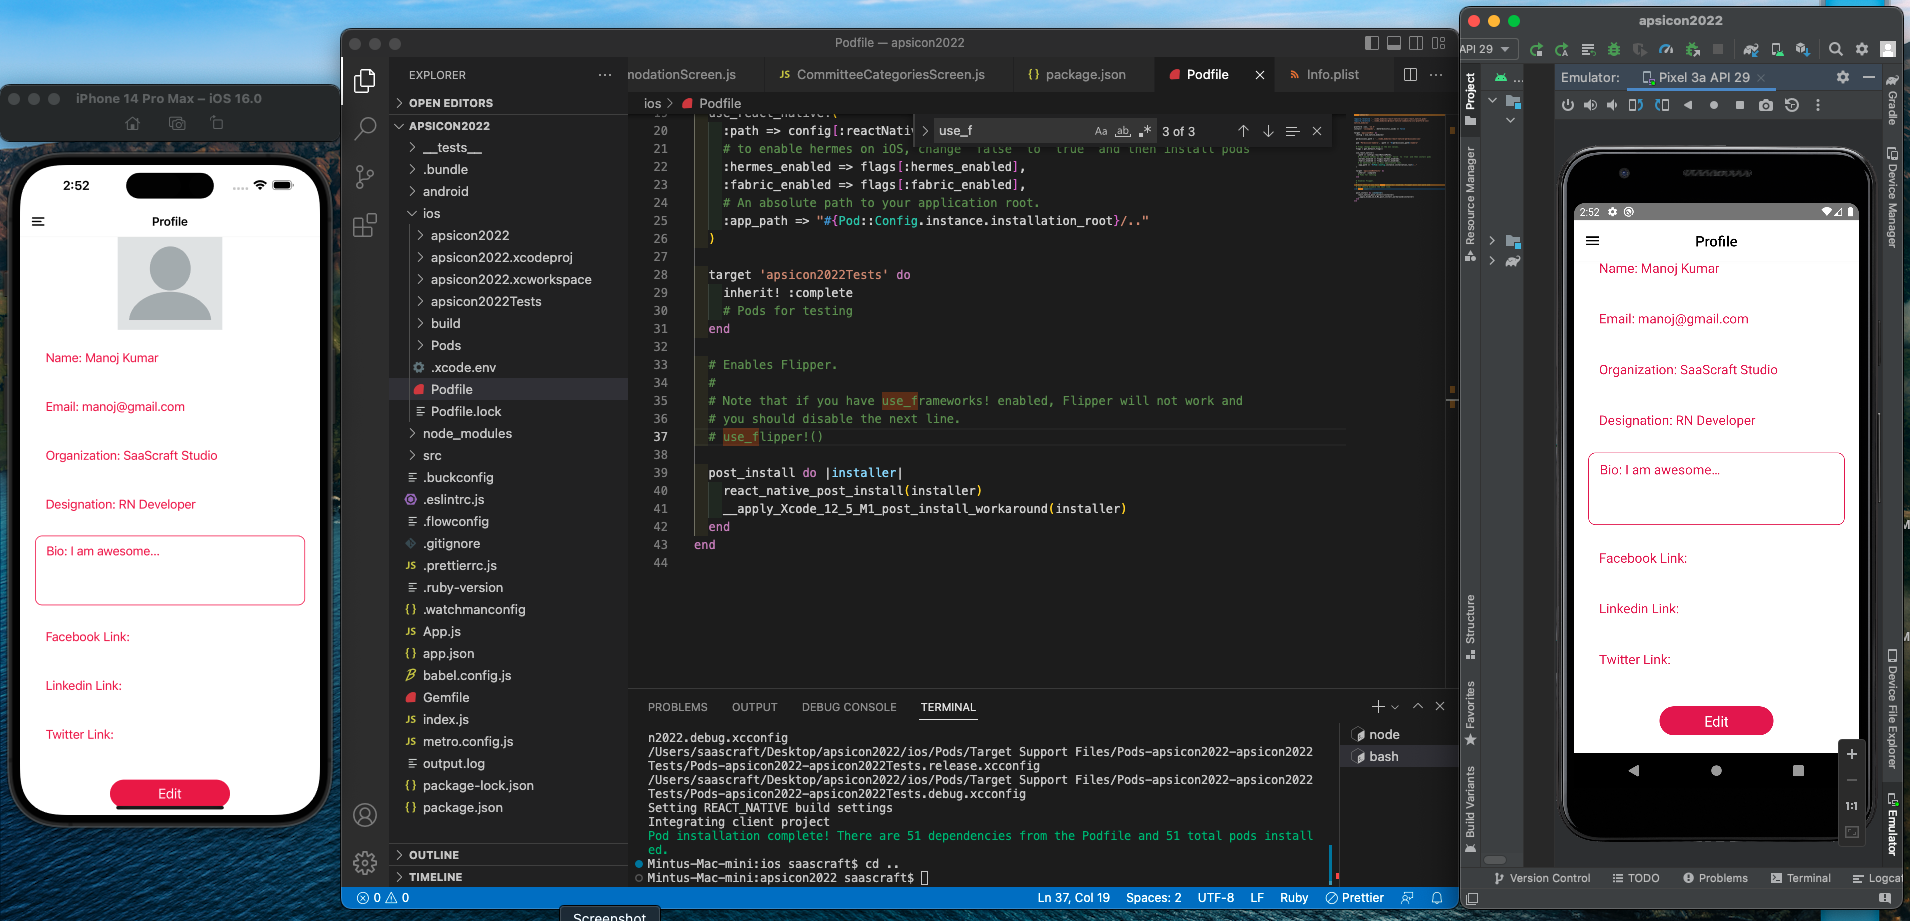 iPhone 14 Pro Max – iOS 16.0
2:52
Profile
Name: Manoj Kumar
Email: manoj@gmail.com
Organization: SaaScraft Studio
Designation: RN Developer
Bio: I am awesome...
Facebook Link:
Linkedin Link:
Twitter Link:
Edit
Podfile — apsicon2022
EXPLORER
OPEN EDITORS
APSICON2022
__tests__
.bundle
android
ios
apsicon2022
apsicon2022.xcodeproj
apsicon2022.xcworkspace
apsicon2022Tests
build
Pods
.xcode.env
Podfile
Podfile.lock
node_modules
src
.buckconfig
.eslintrc.js
.flowconfig
.gitignore
JS .prettierrc.js
.ruby-version
{} .watchmanconfig
JS App.js
{} app.json
babel.config.js
Gemfile
JS index.js
JS metro.config.js
output.log
{} package-lock.json
{} package.json
OUTLINE
TIMELINE
nodationScreen.js
JS CommitteeCategoriesScreen.js
{} package.json
Podfile
Info.plist
ios > Podfile
use_f
Aa ab 3 of 3
19 use_react_native!(
20 :path => config[:reactNati
21 # to enable hermes on iOS, change `false` to `true` and then install pods
22 :hermes_enabled => flags[:hermes_enabled],
23 :fabric_enabled => flags[:fabric_enabled],
24 # An absolute path to your application root.
25 :app_path => "#{Pod::Config.instance.installation_root}/.."
26 )
27
28 target 'apsicon2022Tests' do
29 inherit! :complete
30 # Pods for testing
31 end
32
33 # Enables Flipper.
34 #
35 # Note that if you have use_frameworks! enabled, Flipper will not work and
36 # you should disable the next line.
37 # use_flipper!()
38
39 post_install do |installer|
40 react_native_post_install(installer)
41 __apply_Xcode_12_5_M1_post_install_workaround(installer)
42 end
43 end
44
PROBLEMS OUTPUT DEBUG CONSOLE TERMINAL
n2022.debug.xcconfig
/Users/saascraft/Desktop/apsicon2022/ios/Pods/Target Support Files/Pods-apsicon2022-apsicon2022
Tests/Pods-apsicon2022-apsicon2022Tests.release.xcconfig
/Users/saascraft/Desktop/apsicon2022/ios/Pods/Target Support Files/Pods-apsicon2022-apsicon2022
Tests/Pods-apsicon2022-apsicon2022Tests.debug.xcconfig
Setting REACT_NATIVE build settings
Integrating client project
Pod installation complete! There are 51 dependencies from the Podfile and 51 total pods install
ed.
Mintus-Mac-mini:ios saascraft$ cd ..
Mintus-Mac-mini:apsicon2022 saascraft$
node
bash
0 0
Ln 37, Col 19 Spaces: 2 UTF-8 LF Ruby Prettier
Screenshot
apsicon2022
API 29
Emulator: Pixel 3a API 29
Project
Resource Manager
Structure
Favorites
Build Variants
Gradle
Device Manager
Device File Explorer
Emulator
2:52
Profile
Name: Manoj Kumar
Email: manoj@gmail.com
Organization: SaaScraft Studio
Designation: RN Developer
Bio: I am awesome...
Facebook Link:
Linkedin Link:
Twitter Link:
Edit
1:1
Version Control TODO Problems Terminal Logcat